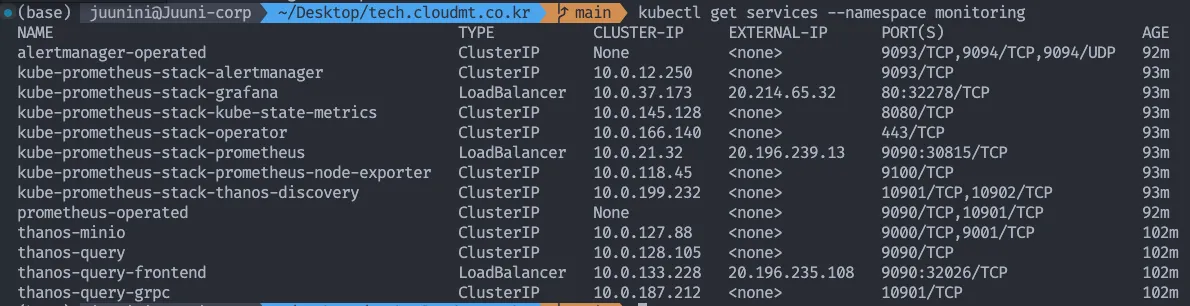 (base) juunini@Juuni-corp ~/Desktop/tech.cloudmt.co.kr main kubectl get services --namespace monitoring
NAME TYPE CLUSTER-IP EXTERNAL-IP PORT(S) AGE
alertmanager-operated ClusterIP None <none> 9093/TCP,9094/TCP,9094/UDP 92m
kube-prometheus-stack-alertmanager ClusterIP 10.0.12.250 <none> 9093/TCP 93m
kube-prometheus-stack-grafana LoadBalancer 10.0.37.173 20.214.65.32 80:32278/TCP 93m
kube-prometheus-stack-kube-state-metrics ClusterIP 10.0.145.128 <none> 8080/TCP 93m
kube-prometheus-stack-operator ClusterIP 10.0.166.140 <none> 443/TCP 93m
kube-prometheus-stack-prometheus LoadBalancer 10.0.21.32 20.196.239.13 9090:30815/TCP 93m
kube-prometheus-stack-prometheus-node-exporter ClusterIP 10.0.118.45 <none> 9100/TCP 93m
kube-prometheus-stack-thanos-discovery ClusterIP 10.0.199.232 <none> 10901/TCP,10902/TCP 93m
prometheus-operated ClusterIP None <none> 9090/TCP,10901/TCP 92m
thanos-minio ClusterIP 10.0.127.88 <none> 9000/TCP,9001/TCP 102m
thanos-query ClusterIP 10.0.128.105 <none> 9090/TCP 102m
thanos-query-frontend LoadBalancer 10.0.133.228 20.196.235.108 9090:32026/TCP 102m
thanos-query-grpc ClusterIP 10.0.187.212 <none> 10901/TCP 102m